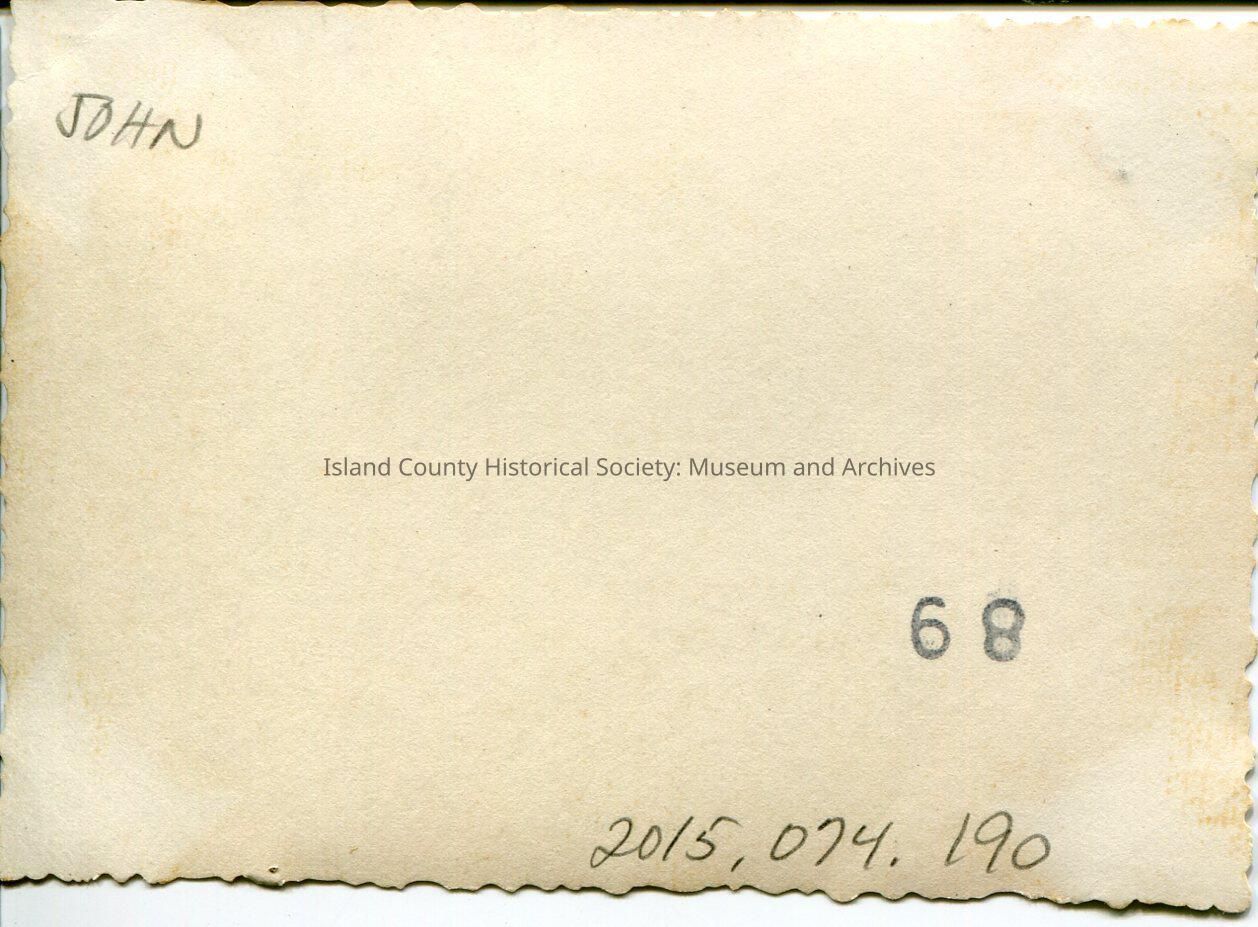 JOHN
Island County Historical Society: Museum and Archives
68
2015, 074. 190